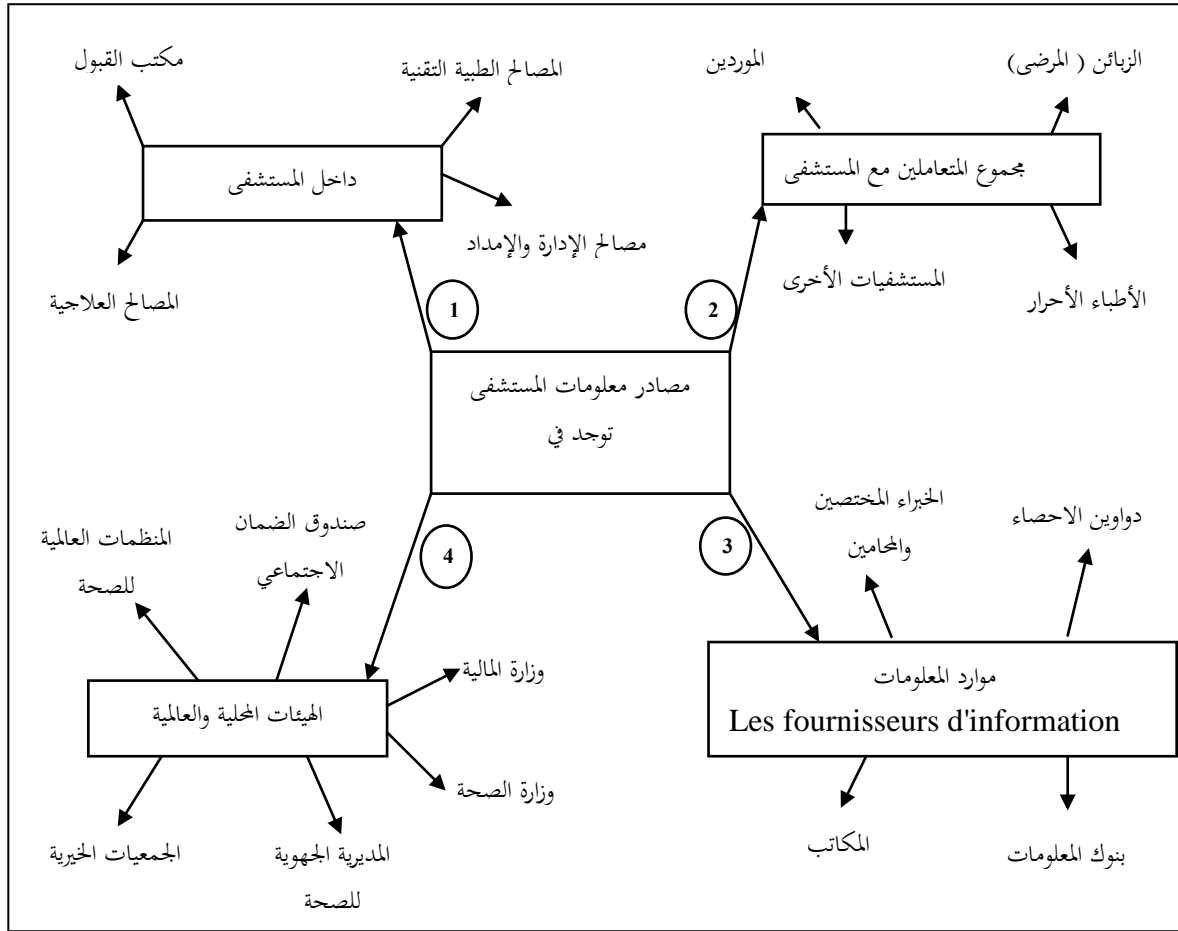 مكتب القبول
المصالح الطبية التقنية
داخل المستشفى
مصالح الإدارة والإمداد
المصالح العلاجية
1
الموردين
الزبائن ( المرضى)
مجموع المتعاملين مع المستشفى
المستشفيات الأخرى
الأطباء الأحرار
2
مصادر معلومات المستشفى
توجد في
الخبراء المختصين
والمحامين
دواوين الاحصاء
3
موارد المعلومات
Les fournisseurs d'information
المكاتب
بنوك المعلومات
صندوق الضمان
الاجتماعي
المنظمات العالمية
للصحة
4
وزارة المالية
الهيئات المحلية والعالمية
وزارة الصحة
الجمعيات الخيرية
المديرية الجهوية
للصحة